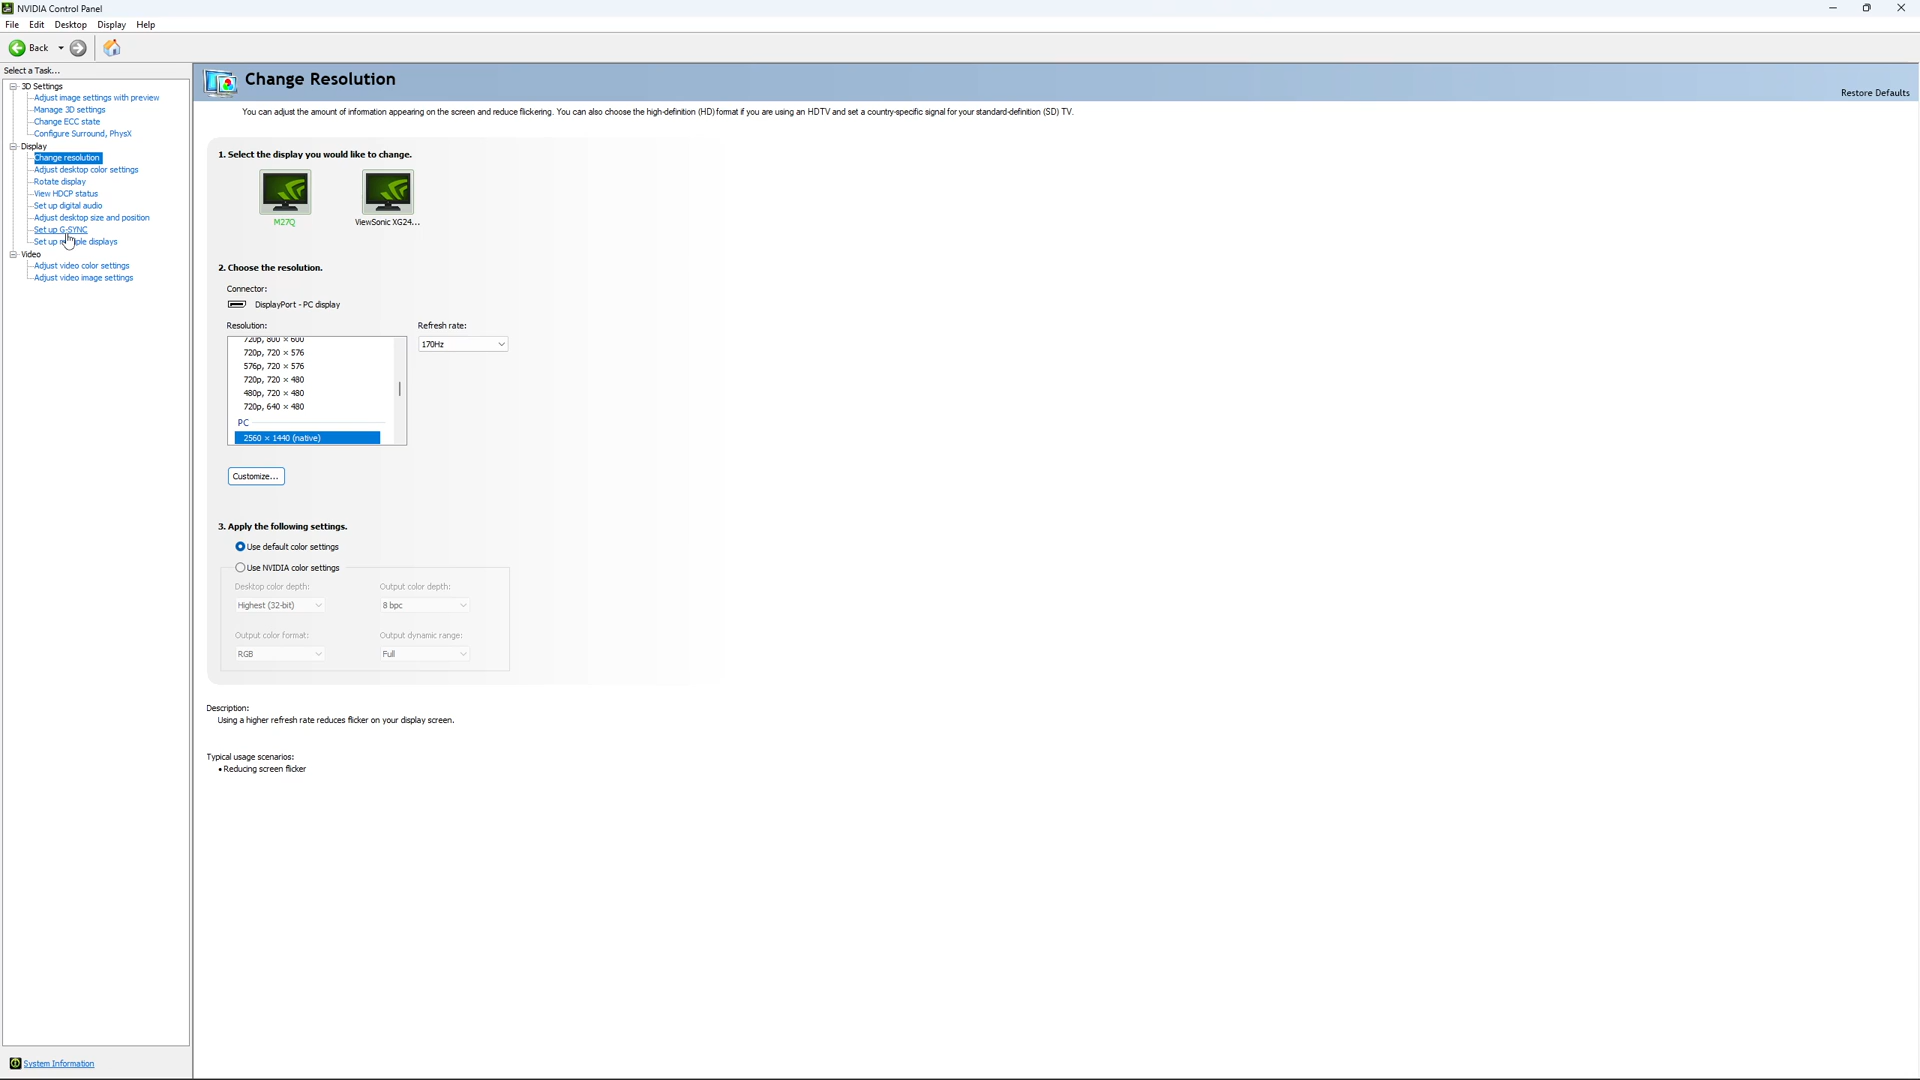 NVIDIA Control Panel
File Edit Desktop Display Help
Back
Select a Task...
3D Settings
Adjust image settings with preview
Manage 3D settings
Change ECC state
Configure Surround, PhysX
Display
Change resolution
Adjust desktop color settings
Rotate display
View HDCP status
Set up digital audio
Adjust desktop size and position
Set up G-SYNC
Set up displays
Video
Adjust video color settings
Adjust video image settings
System Information
Change Resolution
Restore Defaults
You can adjust the amount of information appearing on the screen and reduce flickering. You can also choose the high-definition (HD) format if you are using an HDTV and set a country-specific signal for your standard-definition (SD) TV.
1. Select the display you would like to change.
M27Q
ViewSonic XG24...
2. Choose the resolution.
Connector:
DisplayPort - PC display
Resolution:
Refresh rate:
170Hz
720p, 800 × 600
720p, 720 × 576
576p, 720 × 576
720p, 720 × 480
480p, 720 × 480
720p, 640 × 480
PC
2560 × 1440 (native)
Customize...
3. Apply the following settings.
Use default color settings
Use NVIDIA color settings
Desktop color depth:
Output color depth:
Highest (32-bit)
8 bpc
Output color format:
Output dynamic range:
RGB
Full
Description:
Using a higher refresh rate reduces flicker on your display screen.
Typical usage scenarios:
• Reducing screen flicker